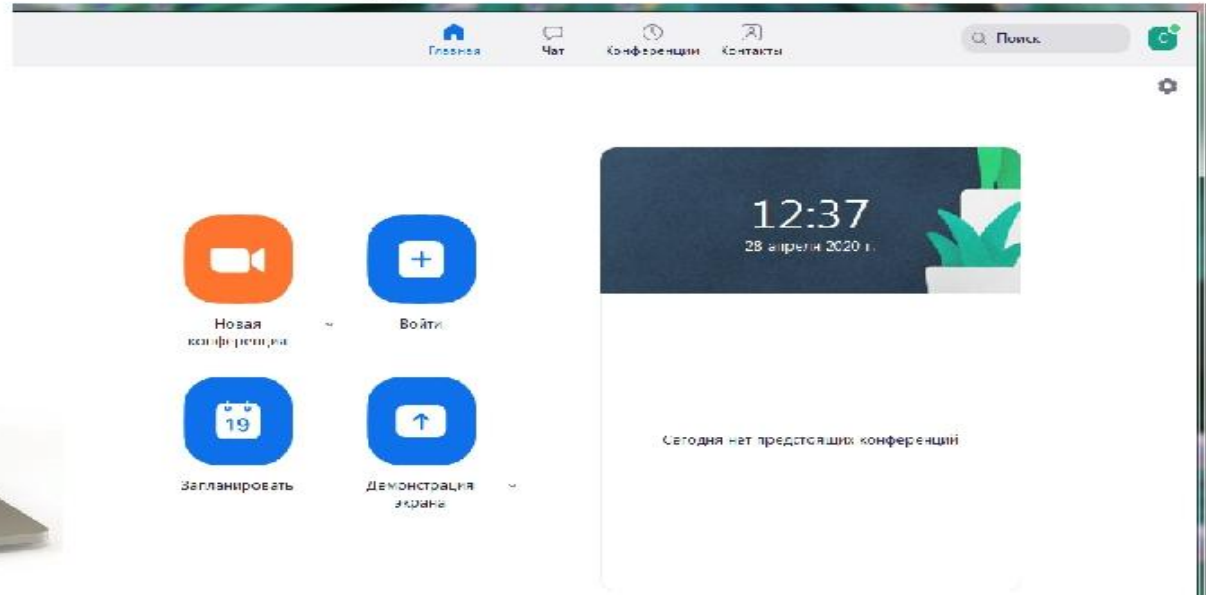 Главная
Чат
Конференции
Контакты
Поиск
С
12:37
28 апреля 2020 г.
Новая
конференция
Войти
19
Запланировать
Демонстрация
экрана
Сегодня нет предстоящих конференций